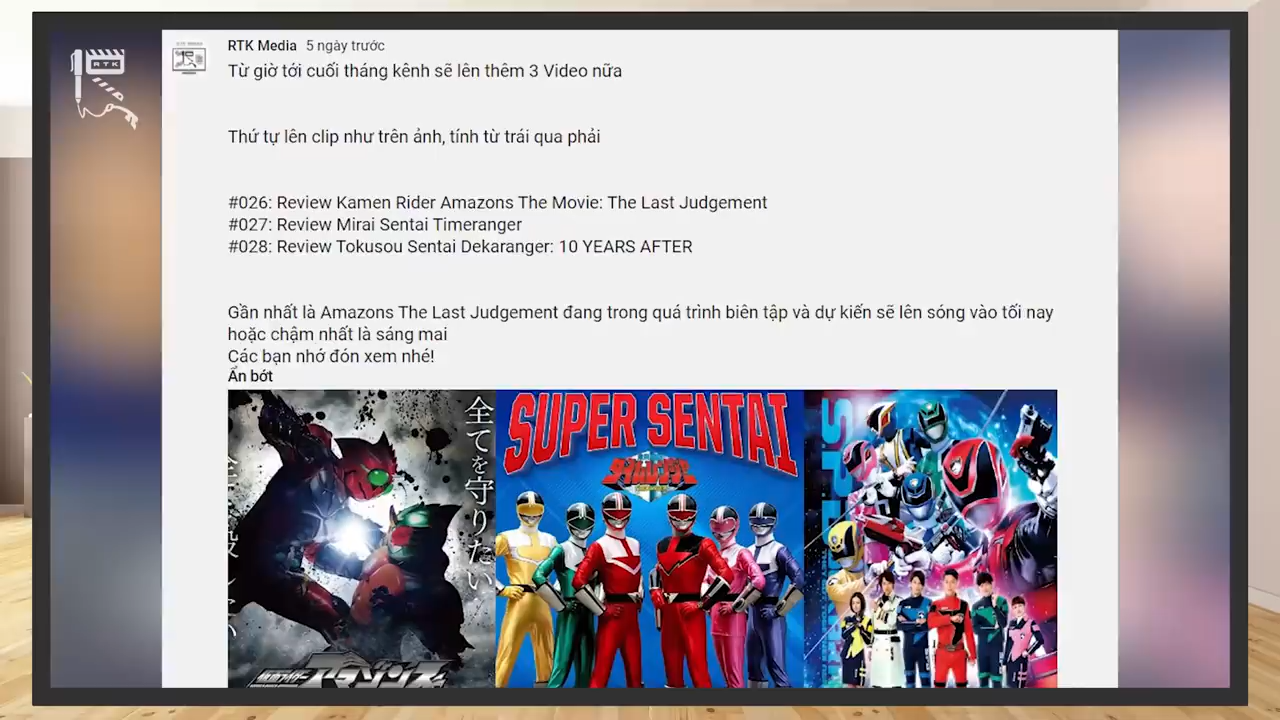 RTK
RTK Media 5 ngày trước
Từ giờ tới cuối tháng kênh sẽ lên thêm 3 Video nữa
Thứ tự lên clip như trên ảnh, tính từ trái qua phải
#026: Review Kamen Rider Amazons The Movie: The Last Judgement
#027: Review Mirai Sentai Timeranger
#028: Review Tokusou Sentai Dekaranger: 10 YEARS AFTER
Gần nhất là Amazons The Last Judgement đang trong quá trình biên tập và dự kiến sẽ lên sóng vào tối nay
hoặc chậm nhất là sáng mai
Các bạn nhớ đón xem nhé!
Ẩn bớt
全てを守りたい
SUPER SENTAI
アマゾンズ